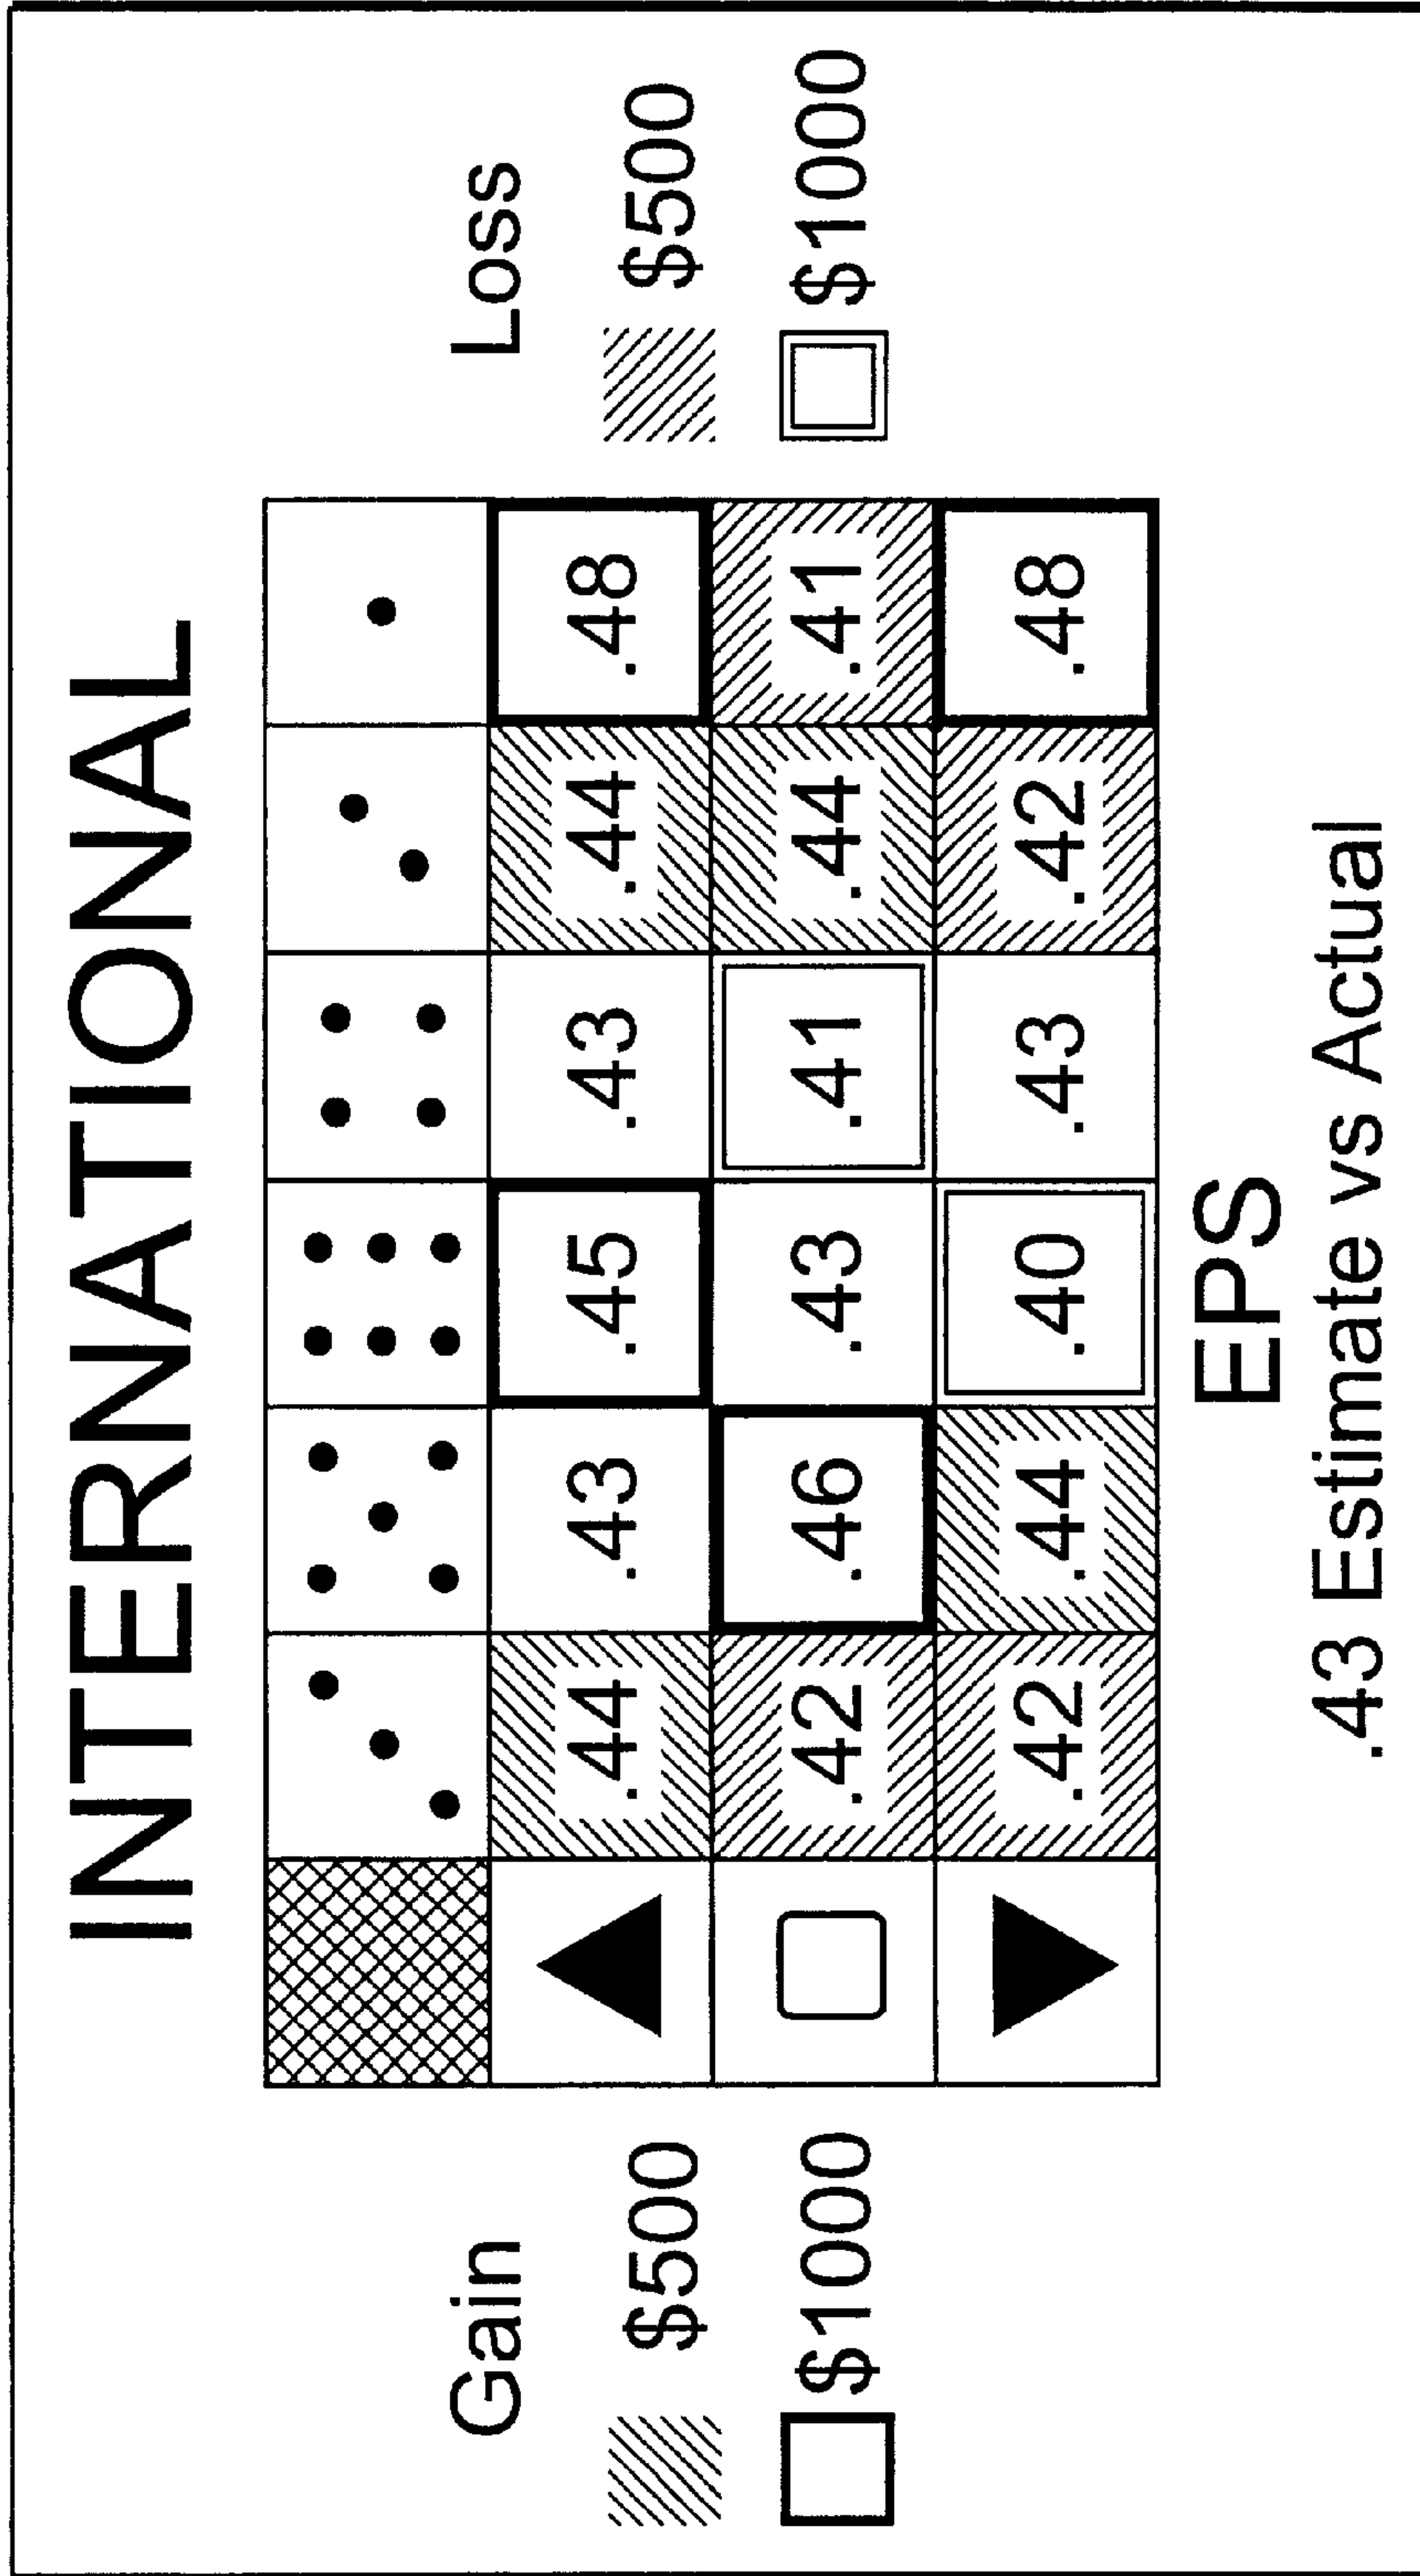 INTERNATIONAL
Gain
$500
$1000
Loss
$500
$1000
.44 .43 .45 .43 .44 .48
.42 .46 .43 .41 .44 .41
.42 .44 .40 .43 .42 .48
EPS
.43 Estimate vs Actual